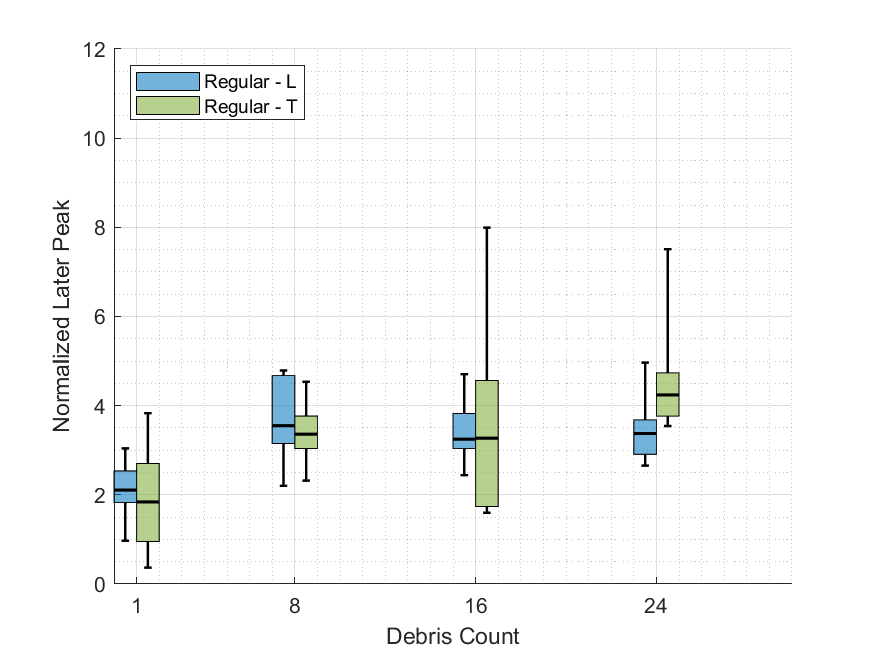 12
10
8
6
4
2
0
Regular - L
Regular - T
Normalized Later Peak
1 8 16 24
Debris Count